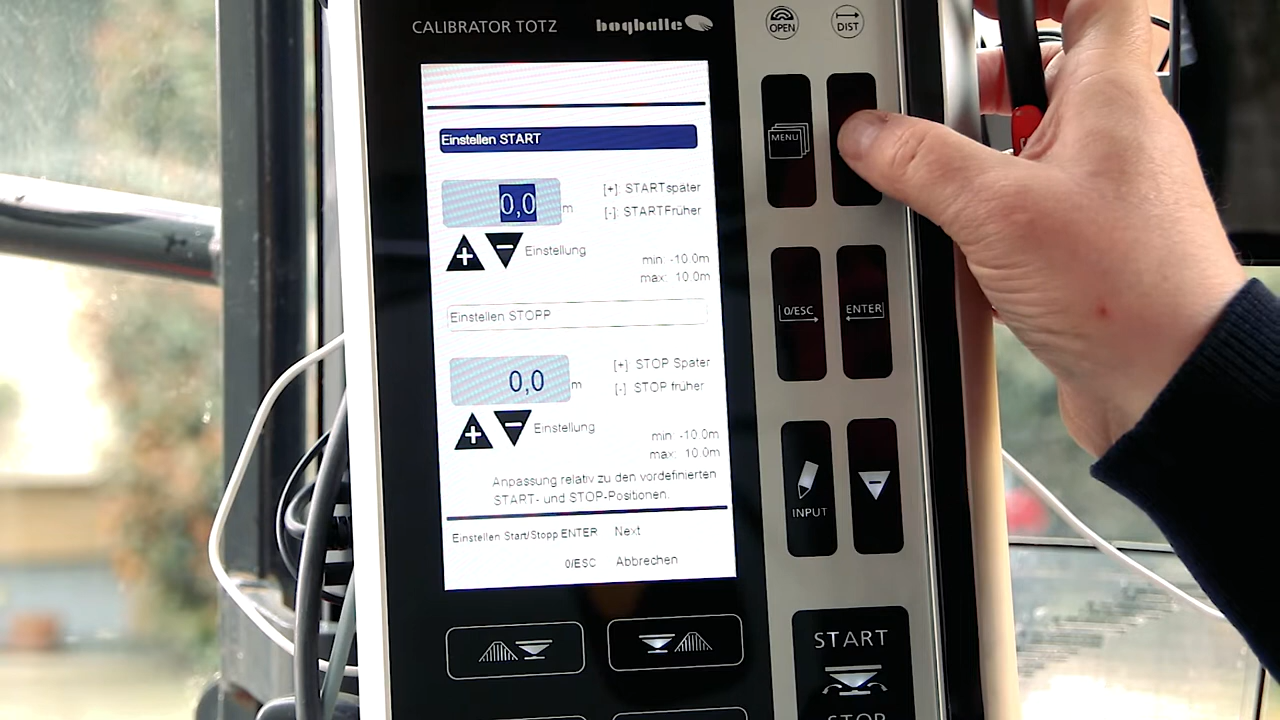 CALIBRATOR TOTZ
bogballe
OPEN
DIST
Einstellen START
0,0 m
[+]: STARTspäter
[-]: STARTFrüher
+ − Einstellung
min: -10.0m
max: 10.0m
Einstellen STOPP
0,0 m
[+] STOP Später
[-] STOP früher
+ − Einstellung
min: -10.0m
max: 10.0m
Anpassung relativ zu den vordefinierten
START- und STOP-Positionen.
Einstellen Start/Stopp ENTER Next
0/ESC Abbrechen
MENU
0/ESC
ENTER
INPUT
−
START
STOP